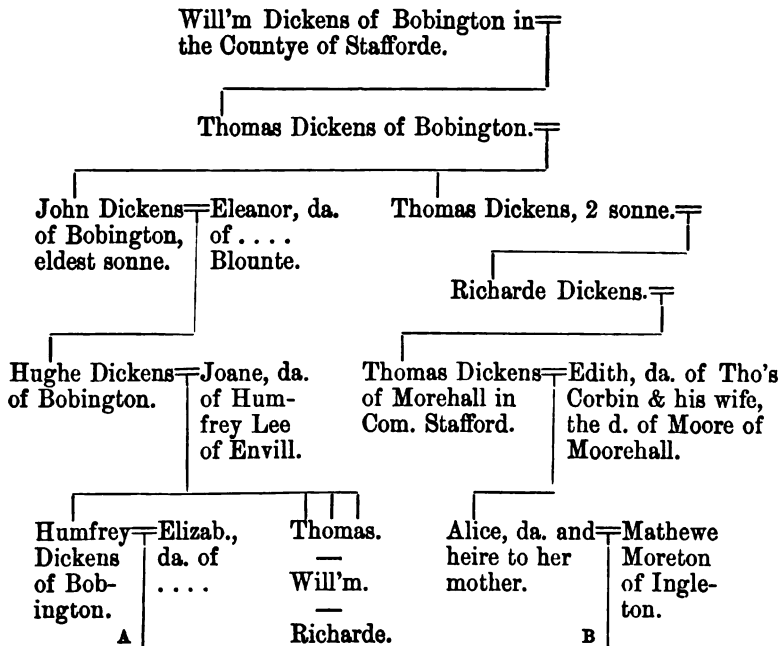 Will'm Dickens of Bobington in
the Countye of Stafforde.
Thomas Dickens of Bobington.
John Dickens
of Bobington,
eldest sonne.
Eleanor, da.
of . . . .
Blounte.
Thomas Dickens, 2 sonne.
Richarde Dickens.
Hughe Dickens
of Bobington.
Joane, da.
of Hum-
frey Lee
of Envill.
Thomas Dickens
of Morehall in
Com. Stafford.
Edith, da. of Tho's
Corbin & his wife,
the d. of Moore of
Moorehall.
Humfrey
Dickens
of Bob-
ington.
A
Elizab.,
da. of
. . . .
Thomas.
—
Will'm.
—
Richarde.
Alice, da. and
heire to her
mother.
B
Mathewe
Moreton
of Ingle-
ton.